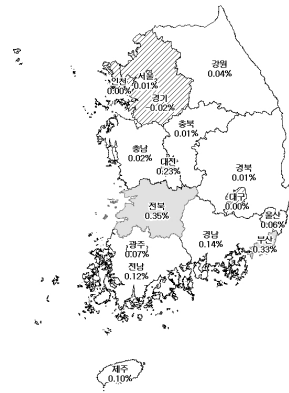 강원
0.04%
서울
0.01%
인천
0.00%
경기
0.02%
충북
0.01%
충남
0.02%
대전
0.23%
경북
0.01%
대구
0.00%
울산
0.06%
전북
0.35%
경남
0.14%
부산
0.33%
광주
0.07%
전남
0.12%
제주
0.10%